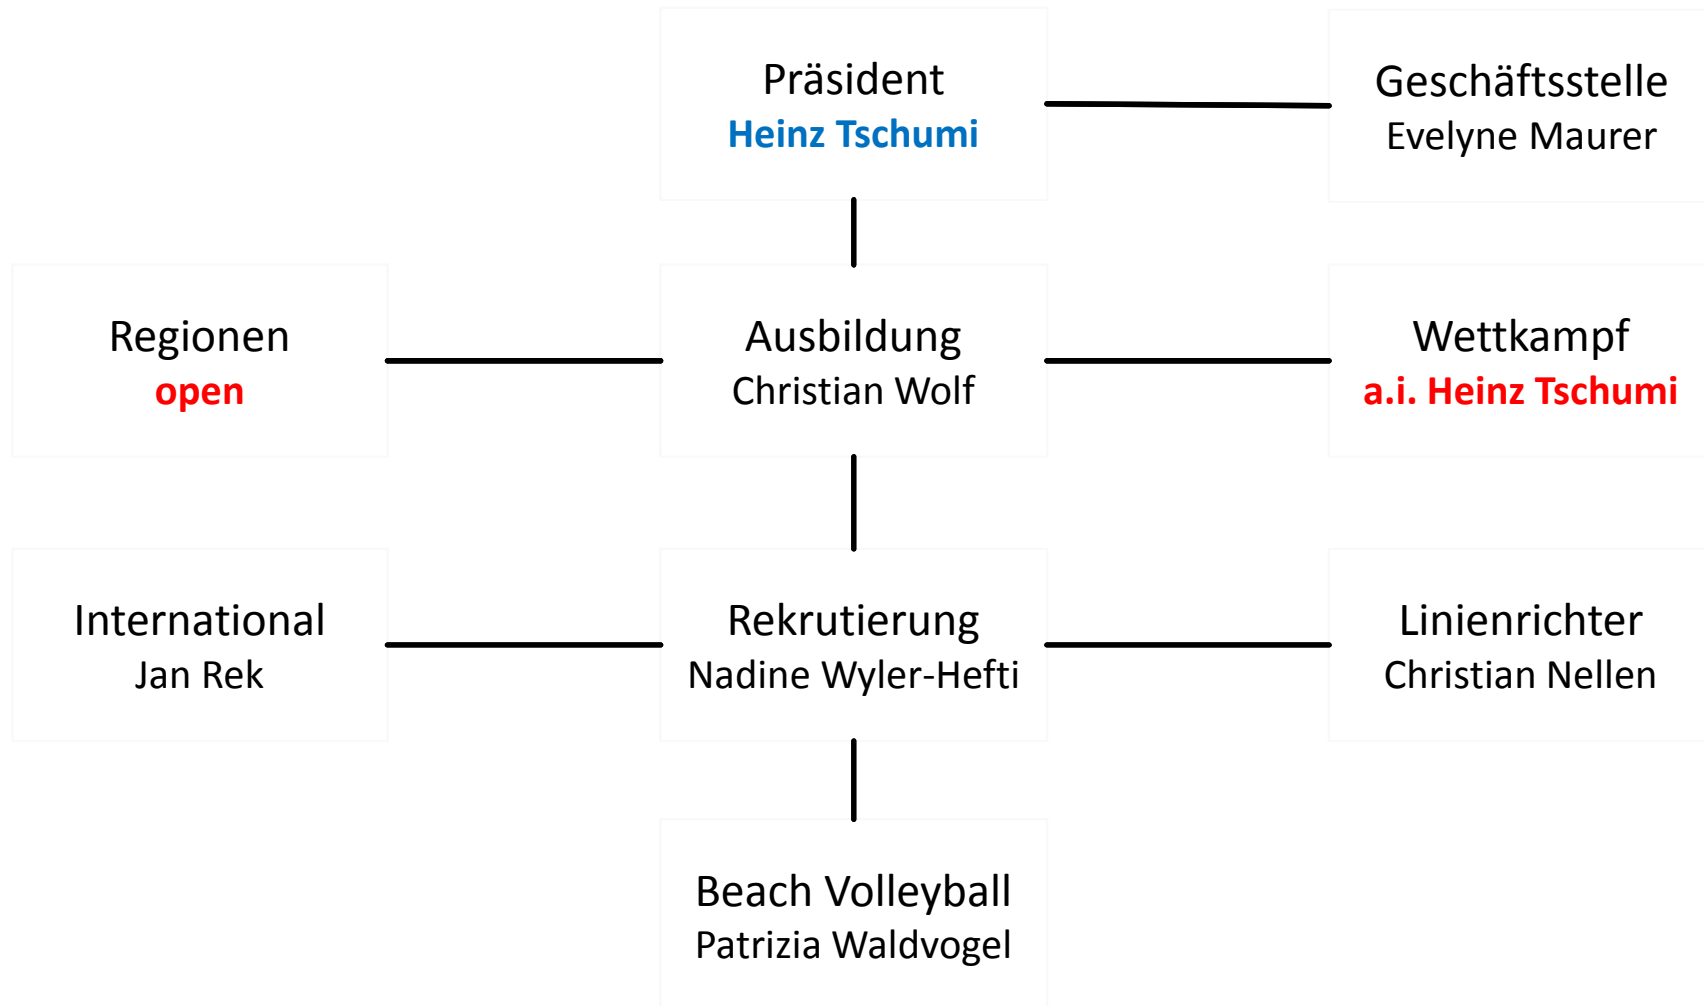 Präsident
Heinz Tschumi
Geschäftsstelle
Evelyne Maurer
Regionen
open
Ausbildung
Christian Wolf
Wettkampf
a.i. Heinz Tschumi
International
Jan Rek
Rekrutierung
Nadine Wyler-Hefti
Linienrichter
Christian Nellen
Beach Volleyball
Patrizia Waldvogel